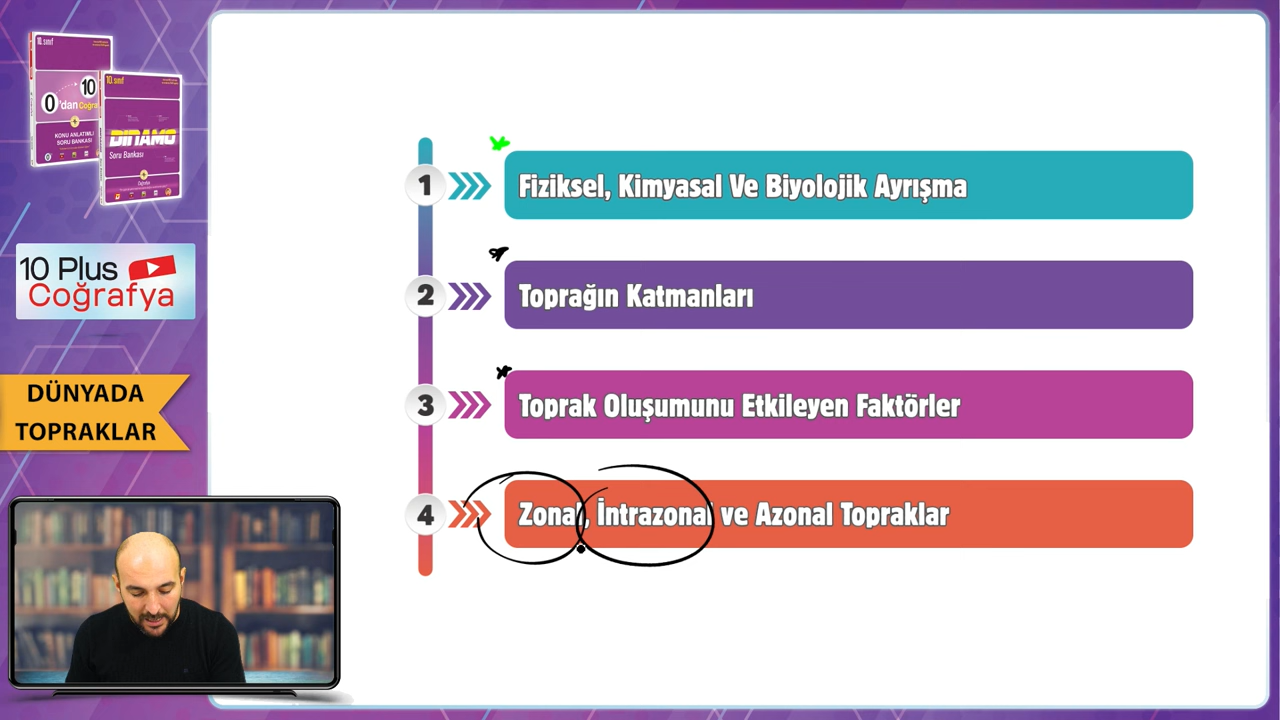 10. sınıf
10
0'dan Coğra
KONU ANLATIMLI
SORU BANKASI
10. sınıf
DINAMO
Soru Bankası
Coğrafya
10 Plus
Coğrafya
DÜNYADA
TOPRAKLAR
1 Fiziksel, Kimyasal Ve Biyolojik Ayrışma
2 Toprağın Katmanları
3 Toprak Oluşumunu Etkileyen Faktörler
4 Zonal, İntrazonal ve Azonal Topraklar